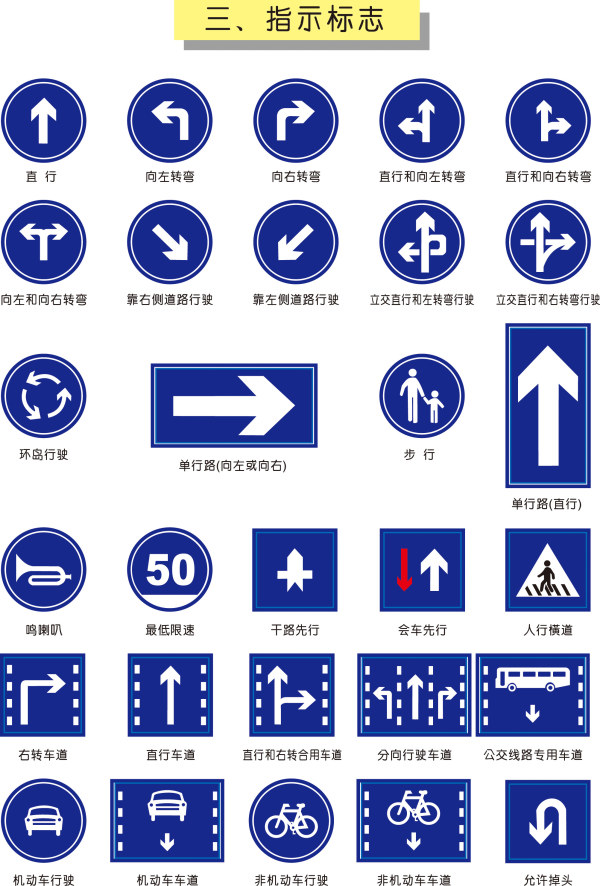 三、指示标志
直 行
向左转弯
向右转弯
直行和向左转弯
直行和向右转弯
向左和向右转弯
靠右侧道路行驶
靠左侧道路行驶
立交直行和左转弯行驶
立交直行和右转弯行驶
环岛行驶
单行路(向左或向右)
步 行
单行路(直行)
50
鸣喇叭
最低限速
干路先行
会车先行
人行横道
右转车道
直行车道
直行和右转合用车道
分向行驶车道
公交线路专用车道
机动车行驶
机动车车道
非机动车行驶
非机动车车道
允许掉头